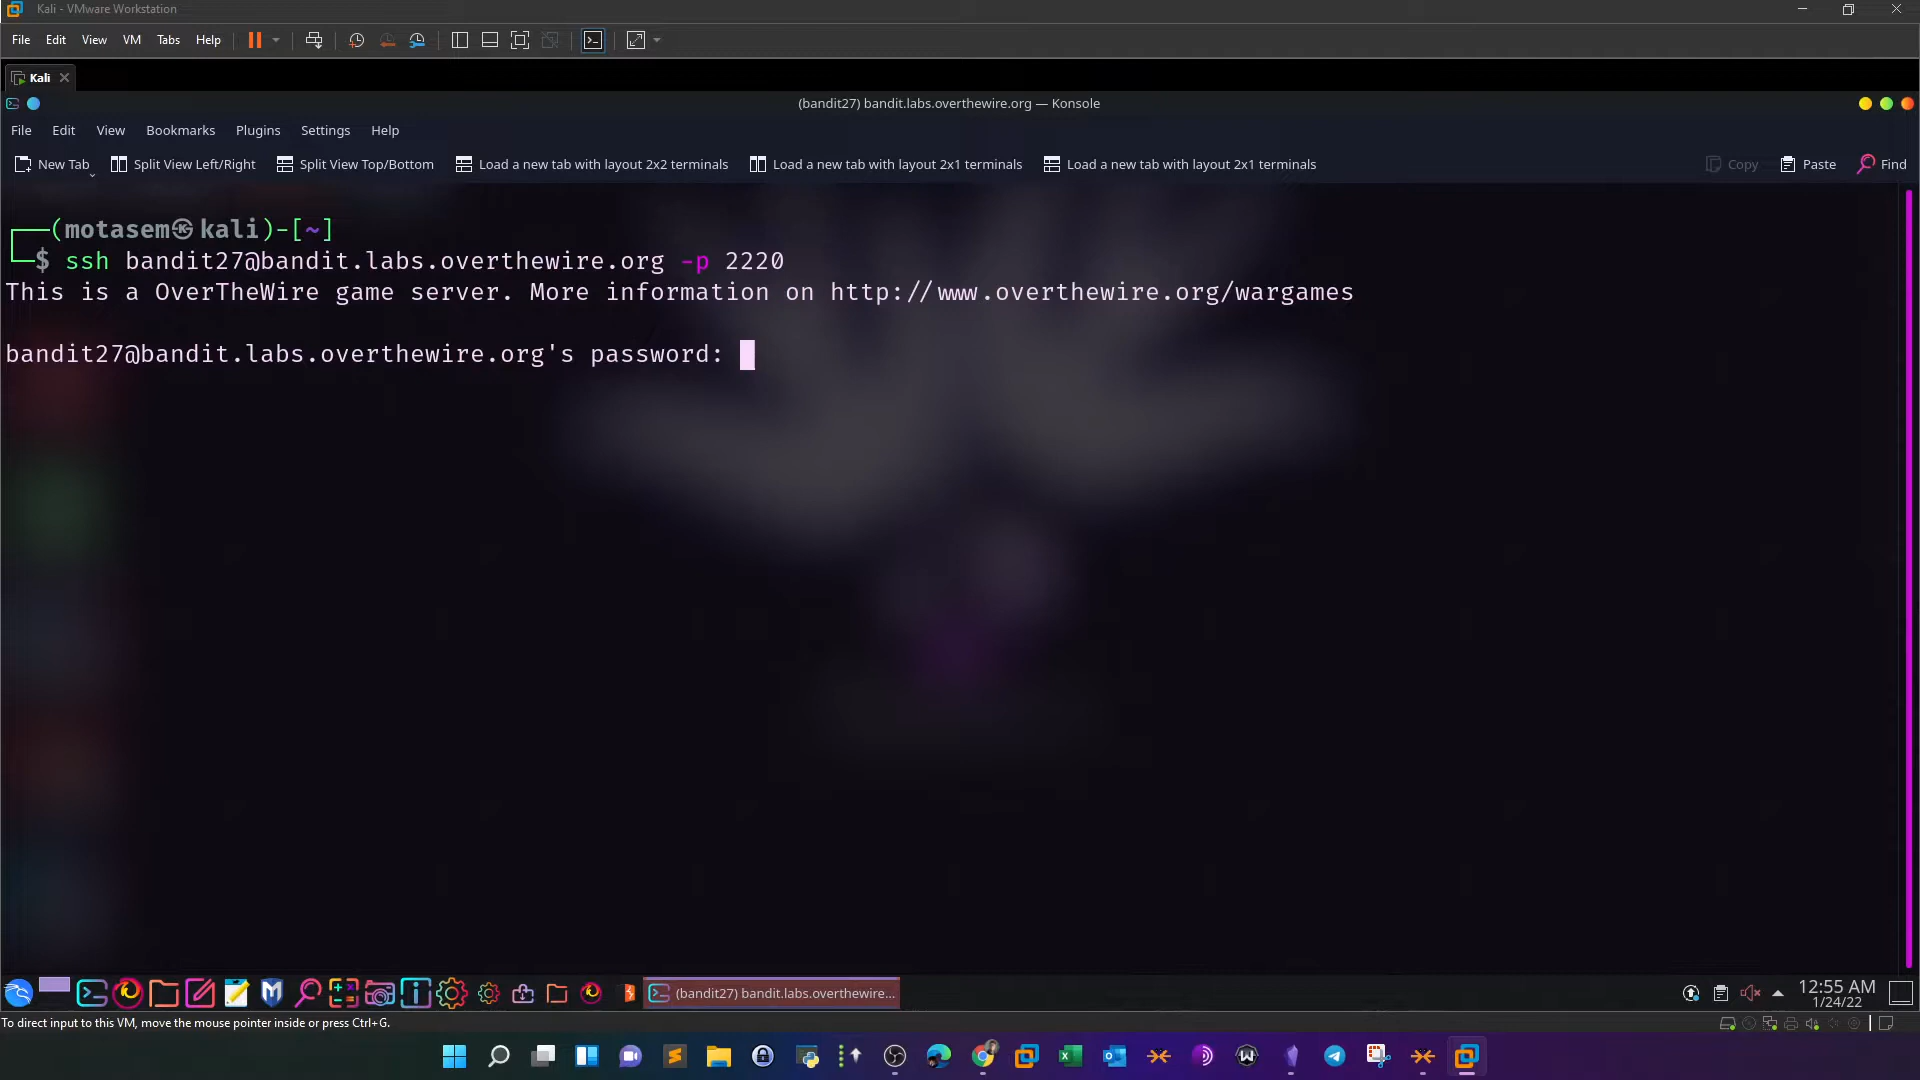 Kali - VMware Workstation
File Edit View VM Tabs Help
Kali
(bandit27) bandit.labs.overthewire.org — Konsole
File Edit View Bookmarks Plugins Settings Help
New Tab Split View Left/Right Split View Top/Bottom Load a new tab with layout 2x2 terminals Load a new tab with layout 2x1 terminals Load a new tab with layout 2x1 terminals Copy Paste Find
(motasem㉿kali)-[~]
$ ssh bandit27@bandit.labs.overthewire.org -p 2220
This is a OverTheWire game server. More information on http://www.overthewire.org/wargames
bandit27@bandit.labs.overthewire.org's password:
(bandit27) bandit.labs.overthewire...
12:55 AM
1/24/22
To direct input to this VM, move the mouse pointer inside or press Ctrl+G.